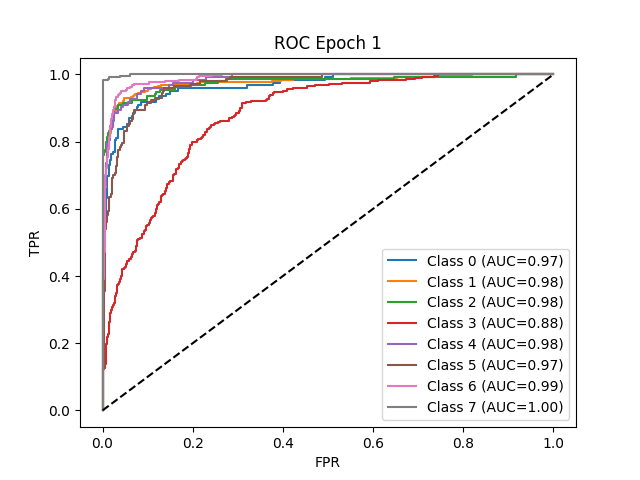 ROC Epoch 1
TPR
1.0
0.8
0.6
0.4
0.2
0.0
Class 0 (AUC=0.97)
Class 1 (AUC=0.98)
Class 2 (AUC=0.98)
Class 3 (AUC=0.88)
Class 4 (AUC=0.98)
Class 5 (AUC=0.97)
Class 6 (AUC=0.99)
Class 7 (AUC=1.00)
0.0 0.2 0.4 0.6 0.8 1.0
FPR